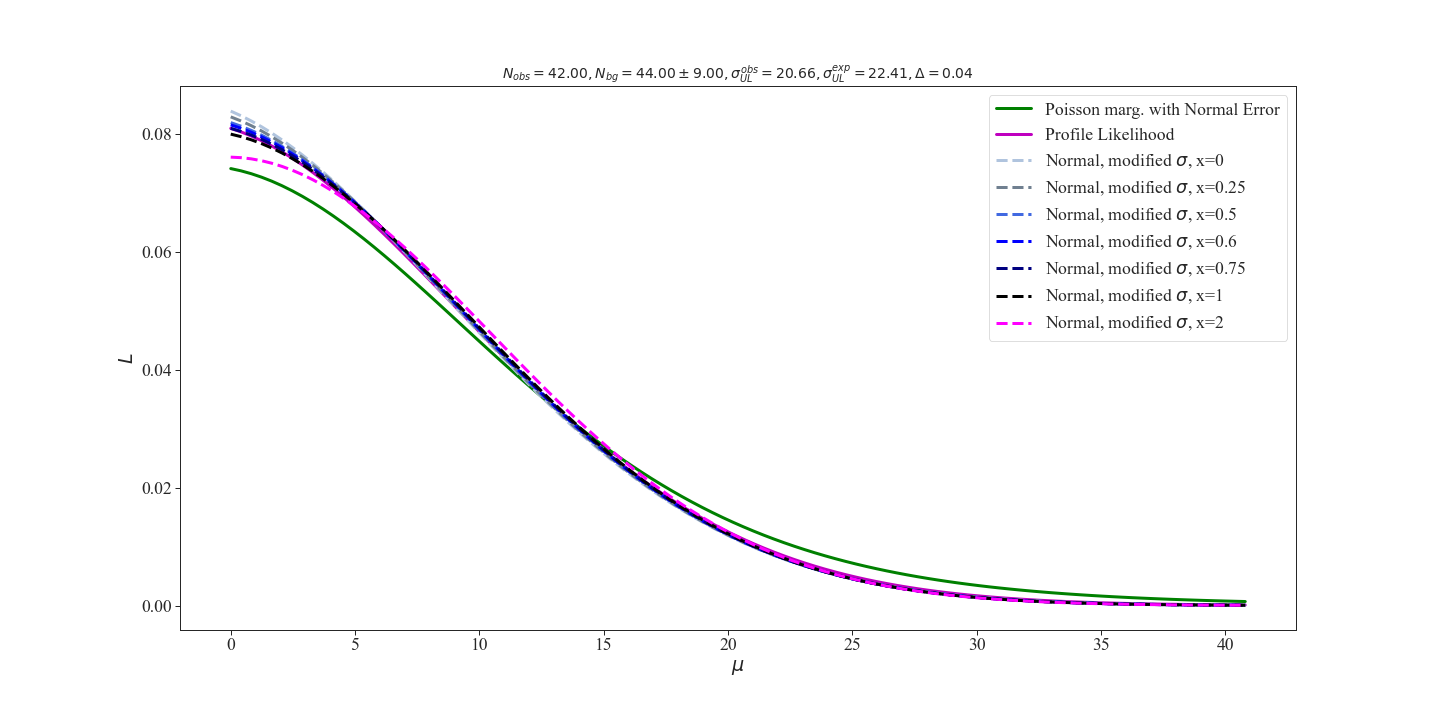 N_obs = 42.00, N_bg = 44.00 ± 9.00, σ_UL^obs = 20.66, σ_UL^exp = 22.41, Δ = 0.04
Poisson marg. with Normal Error
Profile Likelihood
Normal, modified σ, x=0
Normal, modified σ, x=0.25
Normal, modified σ, x=0.5
Normal, modified σ, x=0.6
Normal, modified σ, x=0.75
Normal, modified σ, x=1
Normal, modified σ, x=2
0.08
0.06
0.04
0.02
0.00
L
0 5 10 15 20 25 30 35 40
μ